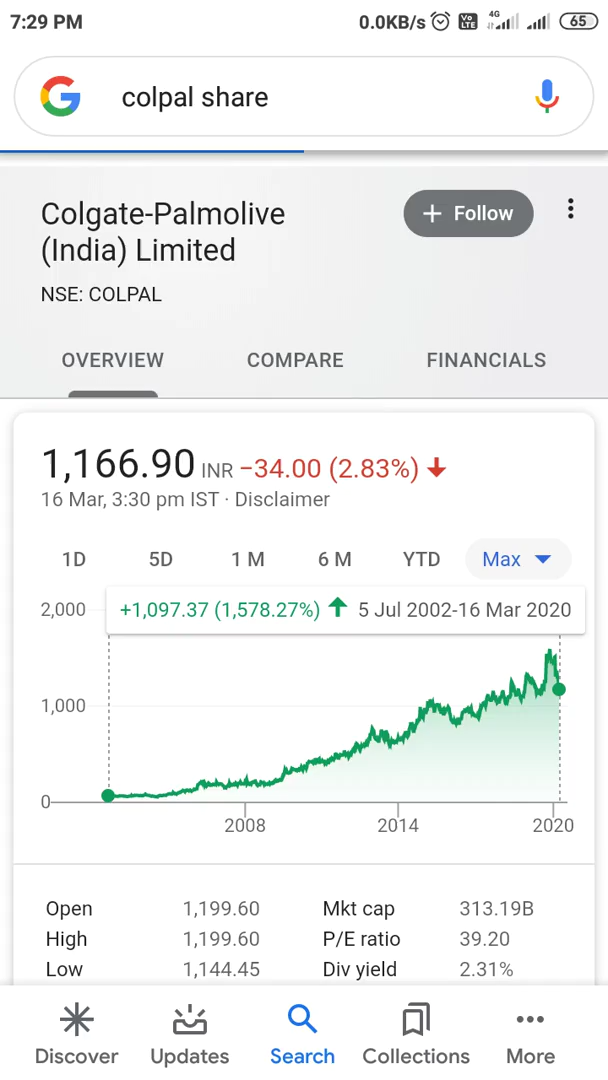 7:29 PM 0.0KB/s Vo LTE 4G 65
colpal share
Colgate-Palmolive
(India) Limited
+ Follow
NSE: COLPAL
OVERVIEW COMPARE FINANCIALS
1,166.90 INR −34.00 (2.83%)
16 Mar, 3:30 pm IST · Disclaimer
1D 5D 1 M 6 M YTD Max
2,000 +1,097.37 (1,578.27%) 5 Jul 2002-16 Mar 2020
1,000
0
2008 2014 2020
Open 1,199.60 Mkt cap 313.19B
High 1,199.60 P/E ratio 39.20
Low 1,144.45 Div yield 2.31%
Discover Updates Search Collections More